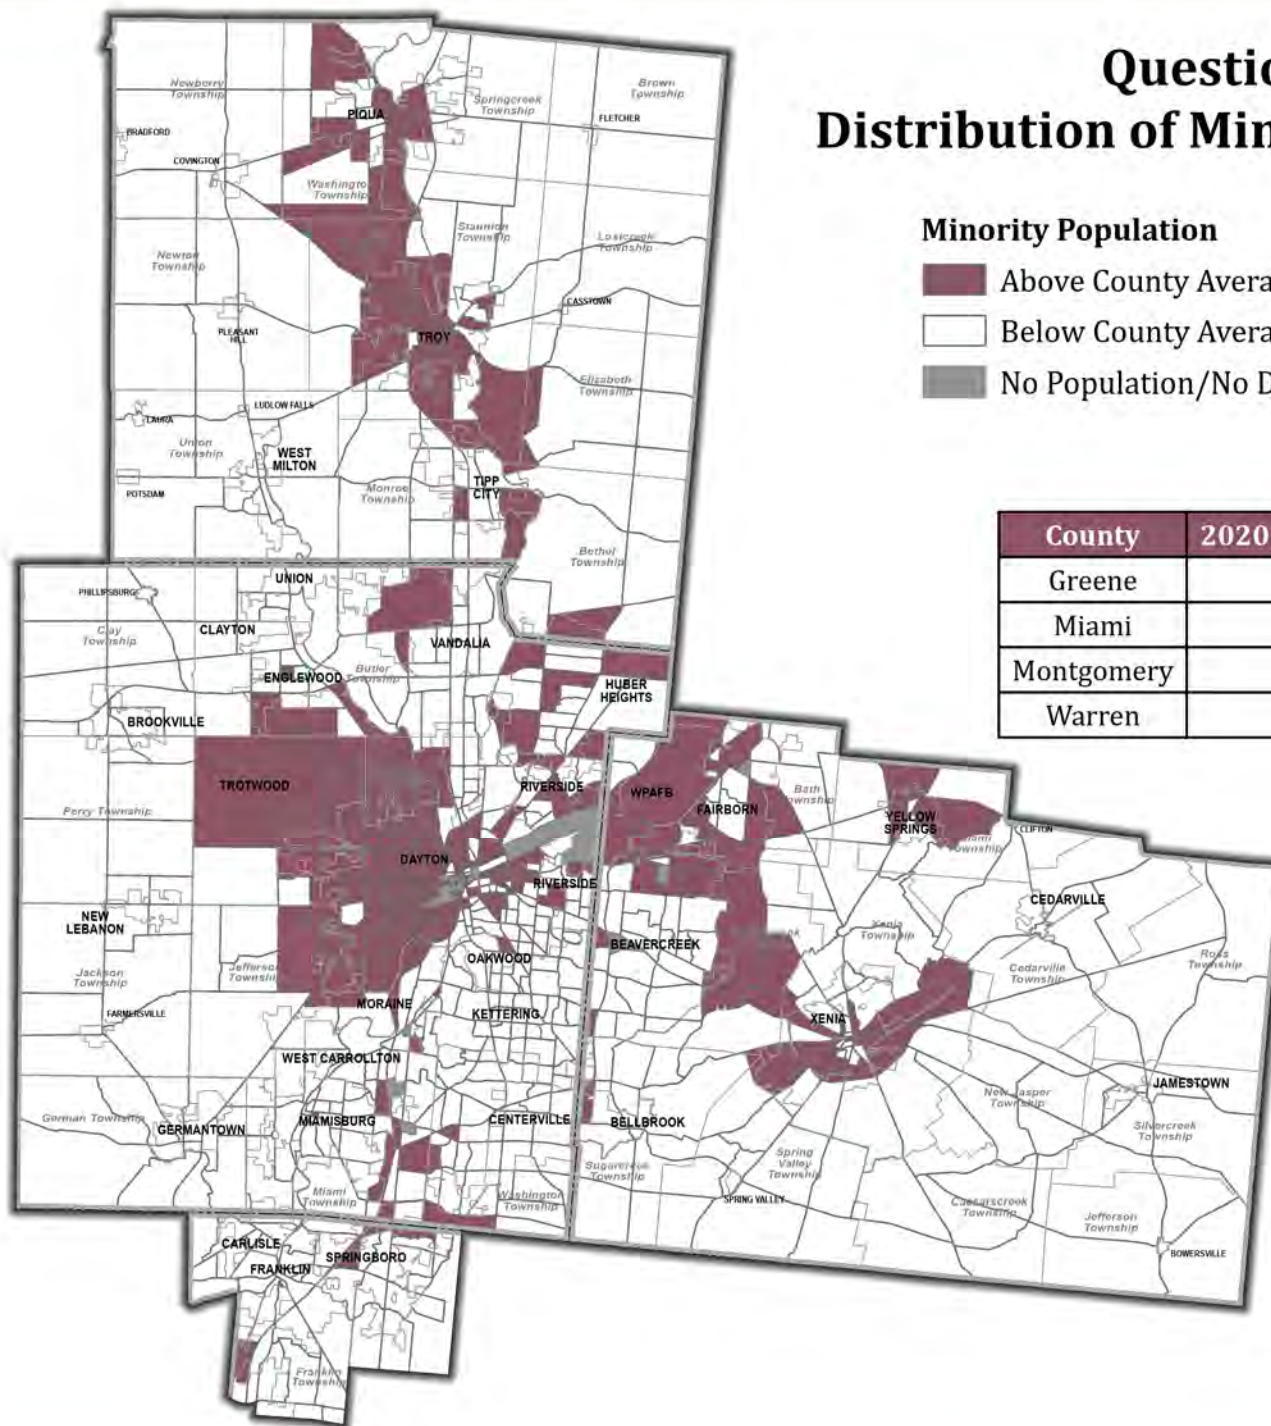 Questio
Distribution of Min
Minority Population
Above County Avera
Below County Avera
No Population/No D
County 2020
Greene
Miami
Montgomery
Warren
Newberry
Township
Brown
Township
Springcreek
Township
PIQUA
FLETCHER
BRADFORD
COVINGTON
Washington
Township
Staunton
Township
Lostcreek
Township
Newton
Township
CASSTOWN
PLEASANT
HILL
TROY
Elizabeth
Township
LUDLOW FALLS
LAURA
Union
Township
WEST
MILTON
TIPP
CITY
Monroe
Township
POTSDAM
Bethel
Township
UNION
PHILLIPSBURG
Clay
Township
CLAYTON
VANDALIA
Butler
Township
ENGLEWOOD
HUBER
HEIGHTS
BROOKVILLE
TROTWOOD
RIVERSIDE
WPAFB
FAIRBORN
Bath
Township
Perry Township
YELLOW
SPRINGS
Miami
Township
CLIFTON
DAYTON
RIVERSIDE
CEDARVILLE
NEW
LEBANON
BEAVERCREEK
Xenia
Township
OAKWOOD
Jackson
Township
Jefferson
Township
Cedarville
Township
Ross
Township
MORAINE
FARMERSVILLE
KETTERING
XENIA
WEST CARROLLTON
JAMESTOWN
New Jasper
Township
German Township
GERMANTOWN
MIAMISBURG
CENTERVILLE
BELLBROOK
Silvercreek
Township
Spring
Valley
Township
Sugarcreek
Township
Miami
Township
Washington
Township
SPRING VALLEY
Caesarscreek
Township
Jefferson
Township
CARLISLE
SPRINGBORO
FRANKLIN
BOWERSVILLE
Franklin
Township